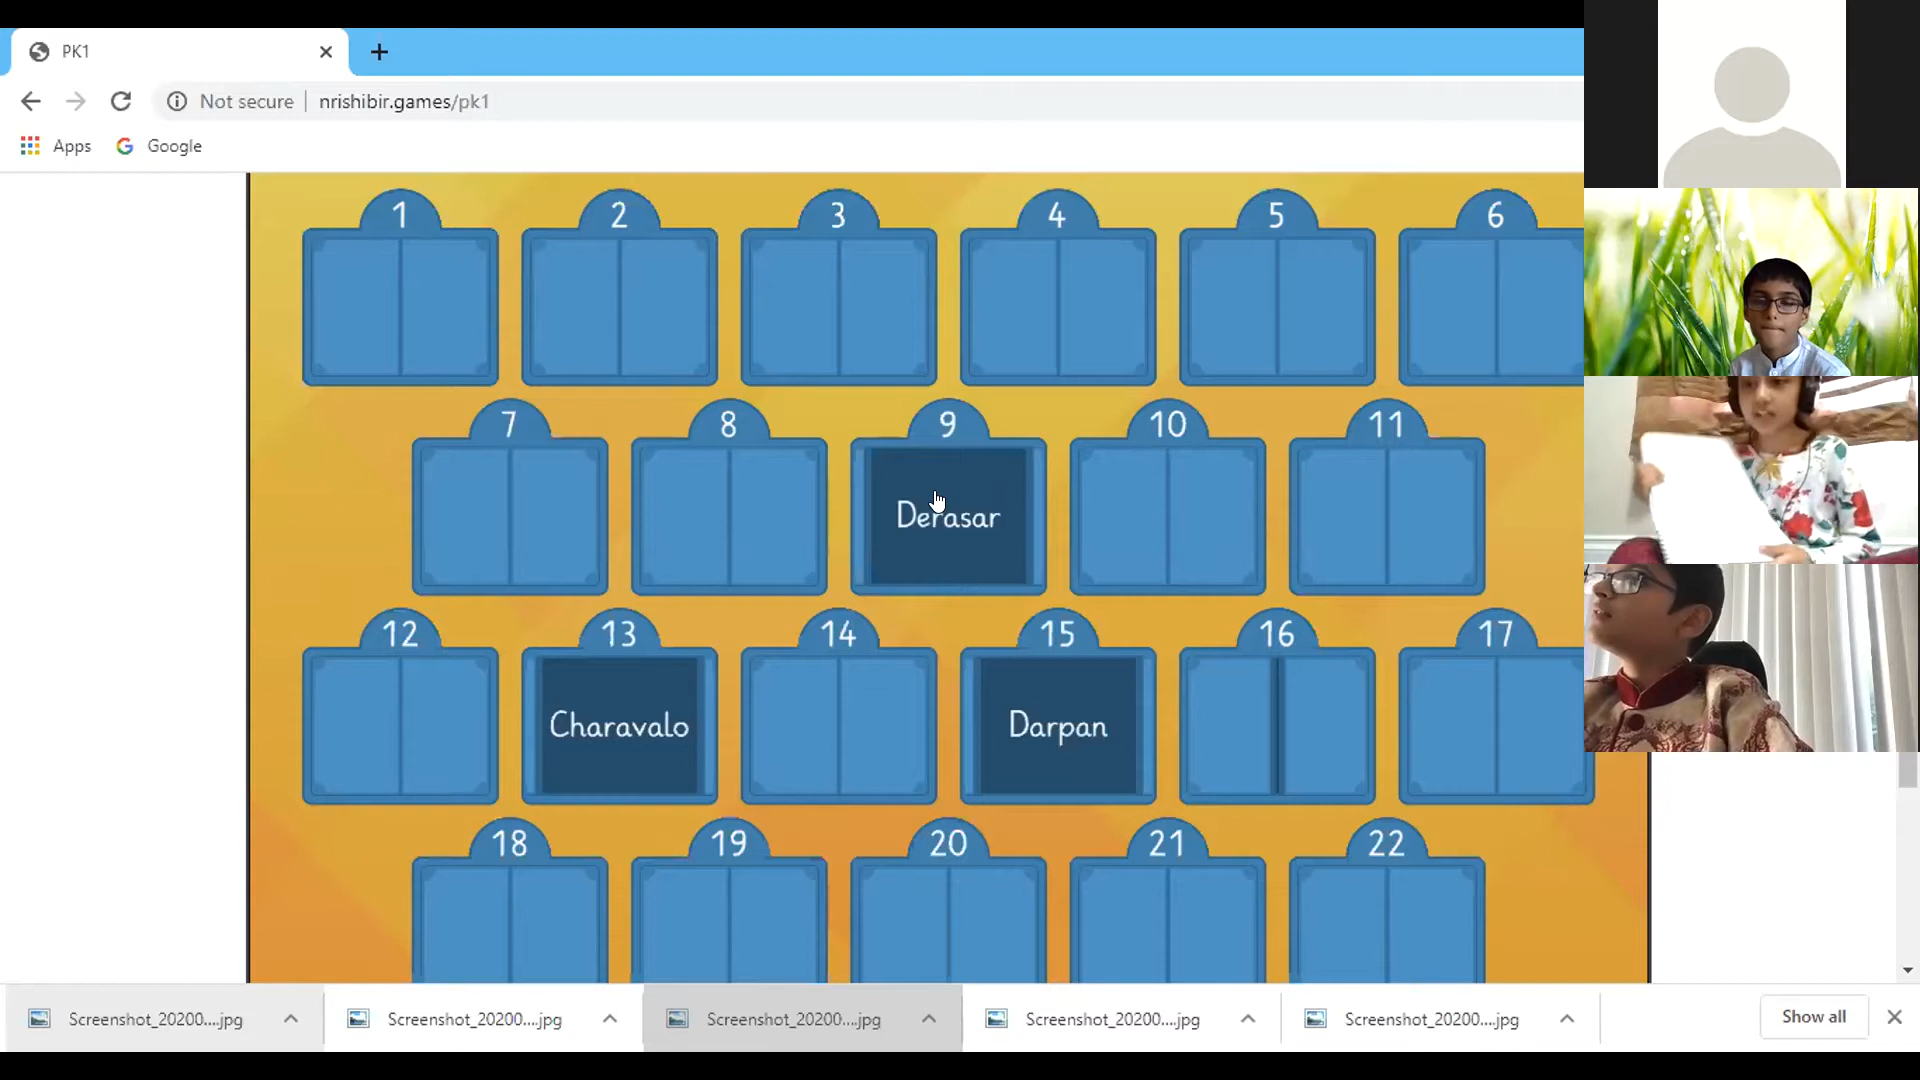 PK1
Not secure | nrishibir.games/pk1
Apps Google
1 2 3 4 5 6
7 8 9 10 11
Derasar
12 13 14 15 16 17
Charavalo Darpan
18 19 20 21 22
Screenshot_20200....jpg Screenshot_20200....jpg Screenshot_20200....jpg Screenshot_20200....jpg Screenshot_20200....jpg Show all